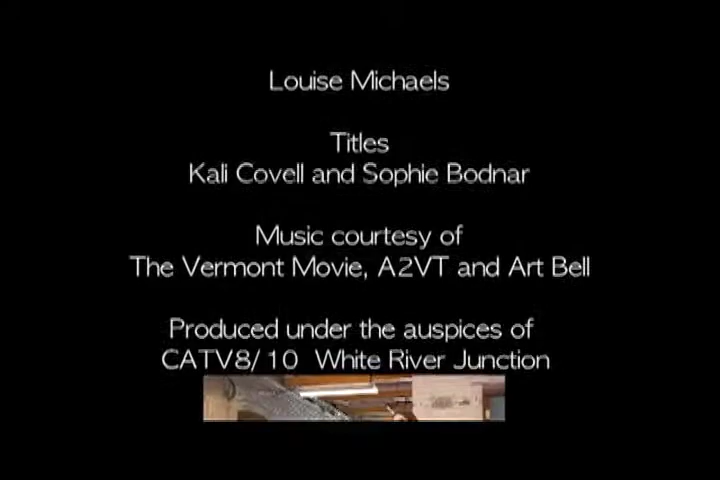 Louise Michaels
Titles
Kali Covell and Sophie Bodnar
Music courtesy of
The Vermont Movie, A2VT and Art Bell
Produced under the auspices of
CATV8/10 White River Junction